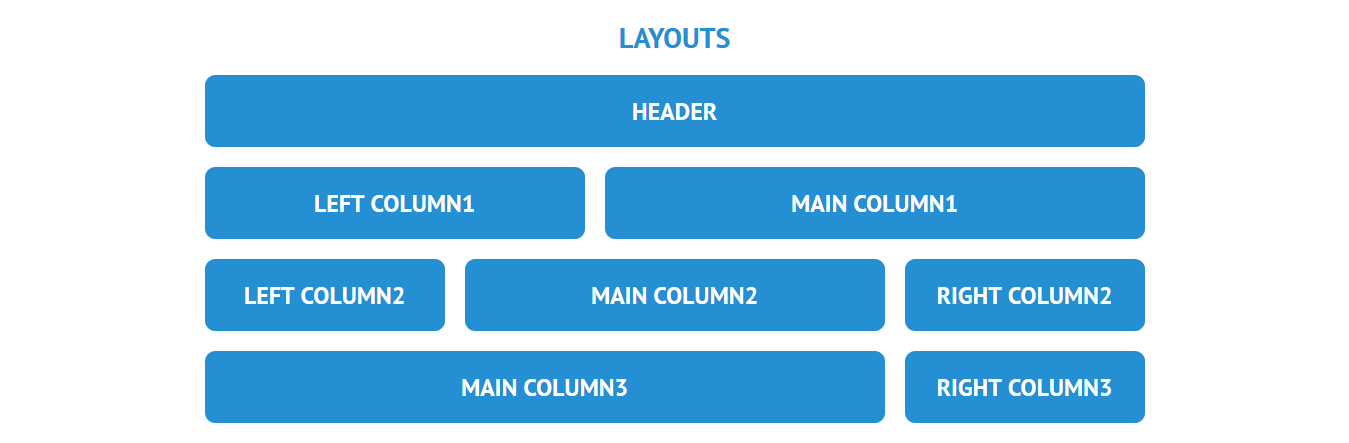 LAYOUTS
HEADER
LEFT COLUMN1
MAIN COLUMN1
LEFT COLUMN2
MAIN COLUMN2
RIGHT COLUMN2
MAIN COLUMN3
RIGHT COLUMN3